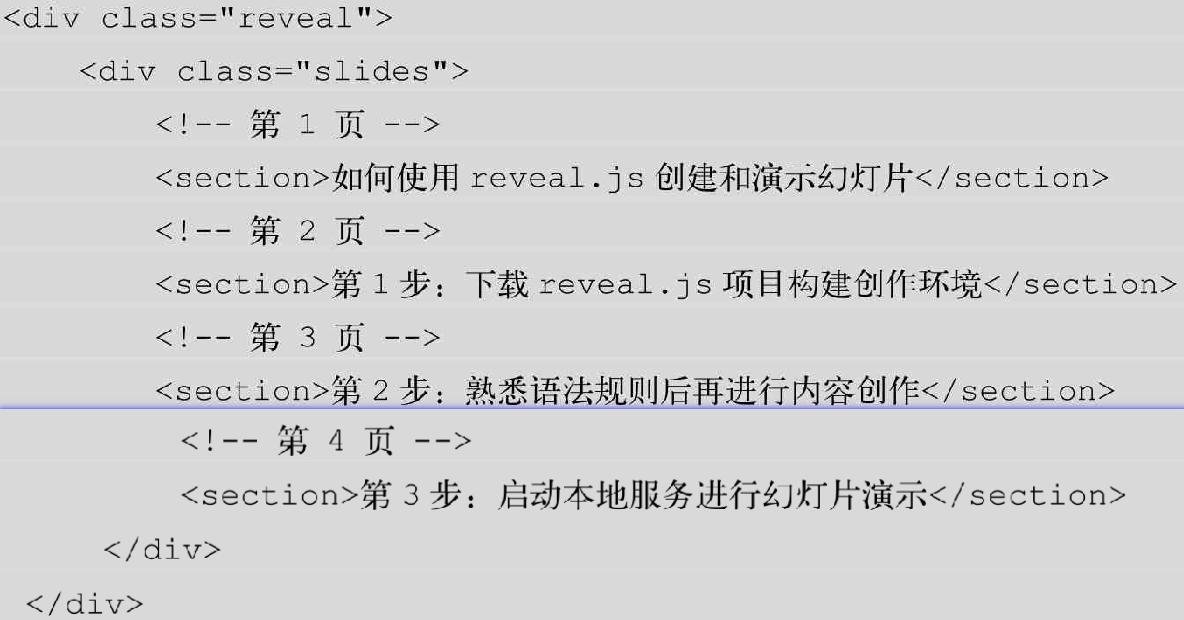 <div class="reveal">
<div class="slides">
<!-- 第 1 页 -->
<section>如何使用 reveal.js 创建和演示幻灯片</section>
<!-- 第 2 页 -->
<section>第 1 步：下载 reveal.js 项目构建创作环境</section>
<!-- 第 3 页 -->
<section>第 2 步：熟悉语法规则后再进行内容创作</section>
<!-- 第 4 页 -->
<section>第 3 步：启动本地服务进行幻灯片演示</section>
</div>
</div>